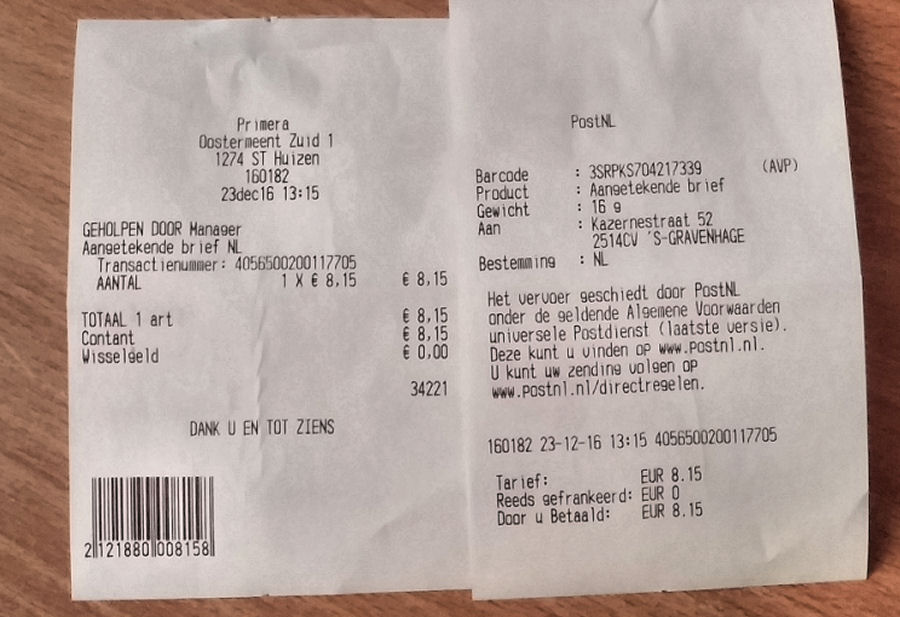 Primera
Oostermeent Zuid 1
1274 ST Huizen
160182
23dec16 13:15
GEHOLPEN DOOR Manager
Aangetekende brief NL
Transactienummer: 4056500200117705
AANTAL 1 X € 8,15 € 8,15
TOTAAL 1 art € 8,15
Contant € 8,15
Wisselgeld € 0,00
34221
DANK U EN TOT ZIENS
2 121880 008158
PostNL
Barcode : 3SRPKS704217339 (AVP)
Product : Aangetekende brief
Gewicht : 16 g
Aan : Kazernestraat 52
2514CV 'S-GRAVENHAGE
Bestemming : NL
Het vervoer geschiedt door PostNL
onder de geldende Algemene Voorwaarden
universele Postdienst (laatste versie).
Deze kunt u vinden op www.postnl.nl.
U kunt uw zending volgen op
www.postnl.nl/directregelen.
160182 23-12-16 13:15 4056500200117705
Tarief: EUR 8.15
Reeds gefrankeerd: EUR 0
Door u Betaald: EUR 8.15